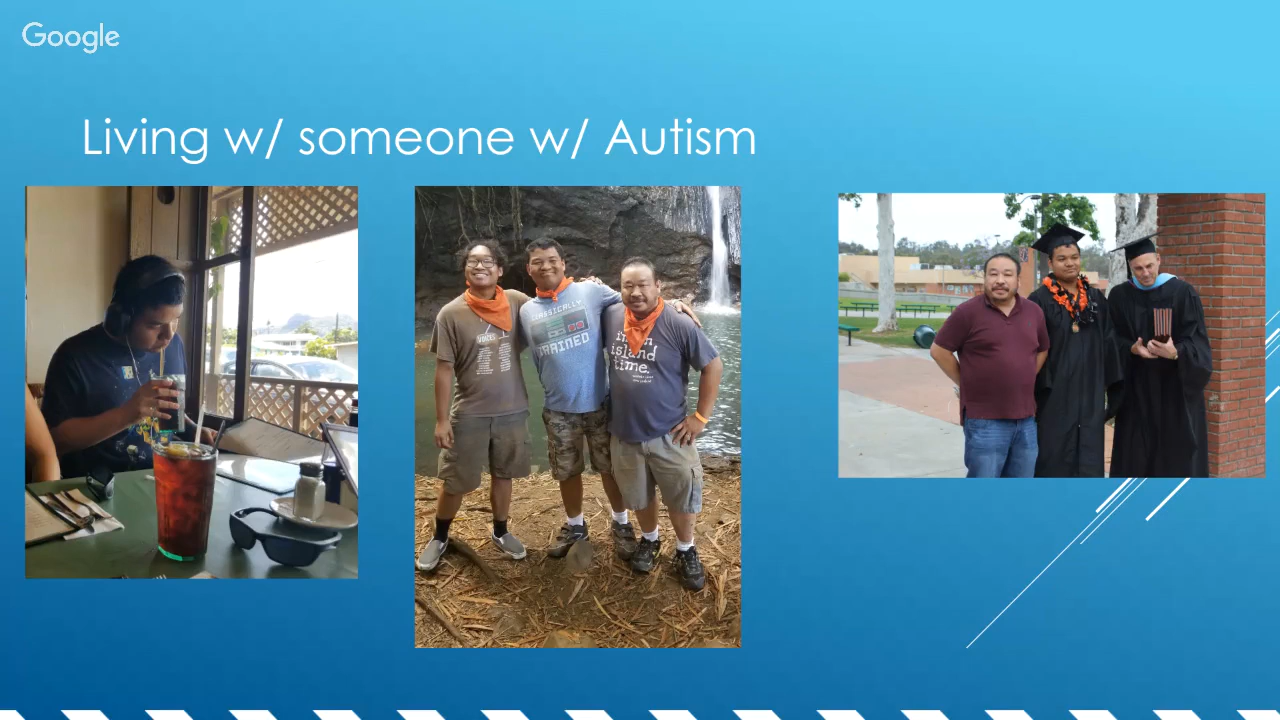 Google
Living w/ someone w/ Autism
CLASSICALLY
TRAINED
island
time.